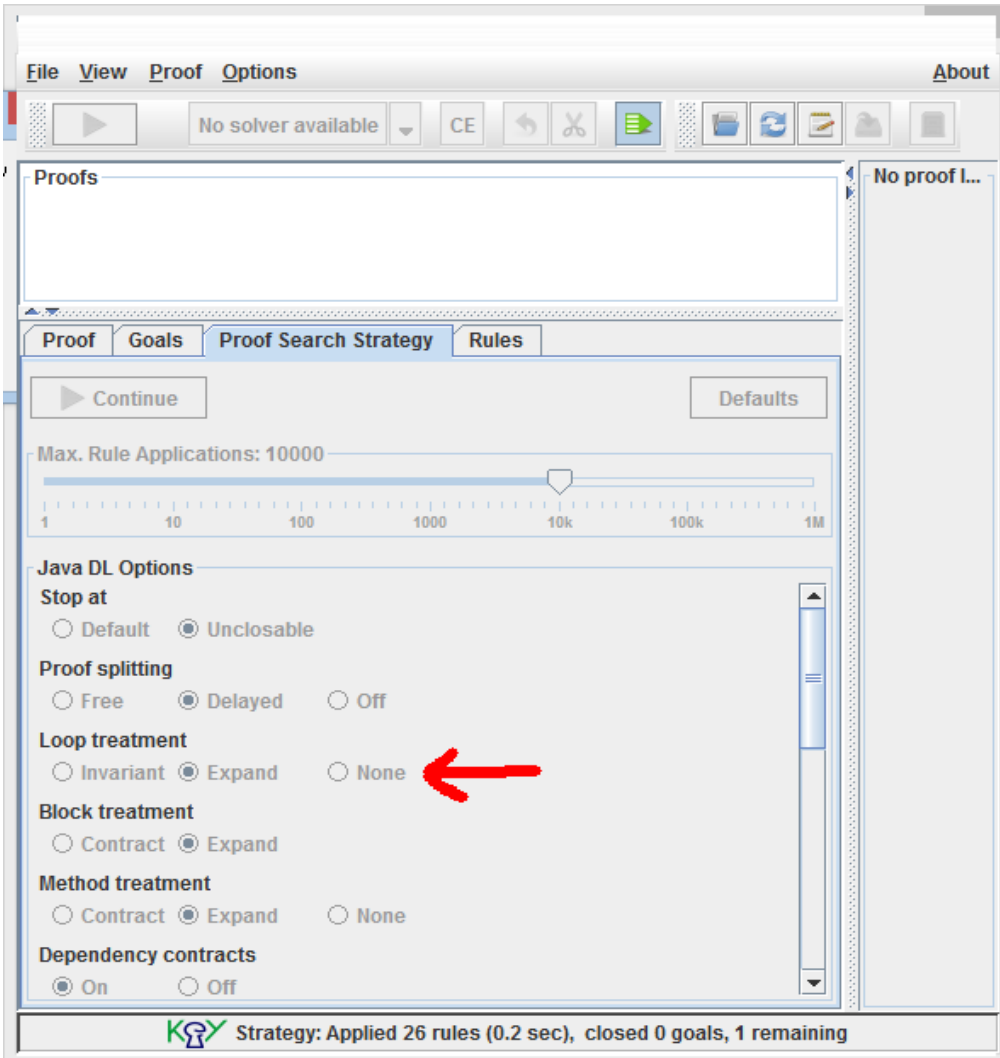 File View Proof Options About
No solver available CE
Proofs
No proof l...
Proof Goals Proof Search Strategy Rules
Continue Defaults
Max. Rule Applications: 10000
1 10 100 1000 10k 100k 1M
Java DL Options
Stop at
Default Unclosable
Proof splitting
Free Delayed Off
Loop treatment
Invariant Expand None
Block treatment
Contract Expand
Method treatment
Contract Expand None
Dependency contracts
On Off
KeY Strategy: Applied 26 rules (0.2 sec), closed 0 goals, 1 remaining